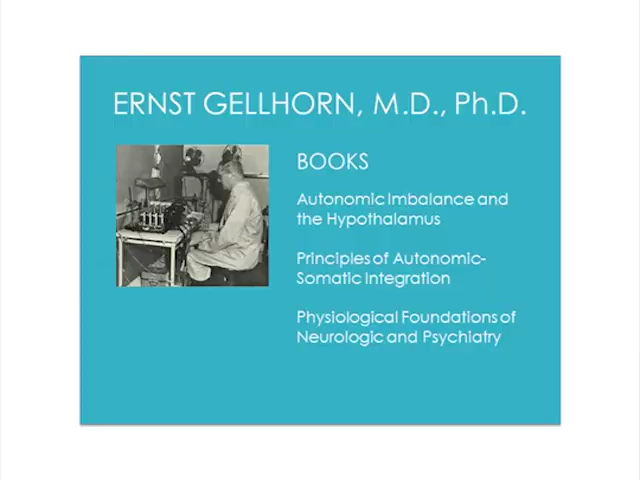 ERNST GELLHORN, M.D., Ph.D.
BOOKS
Autonomic Imbalance and
the Hypothalamus
Principles of Autonomic-
Somatic Integration
Physiological Foundations of
Neurologic and Psychiatry